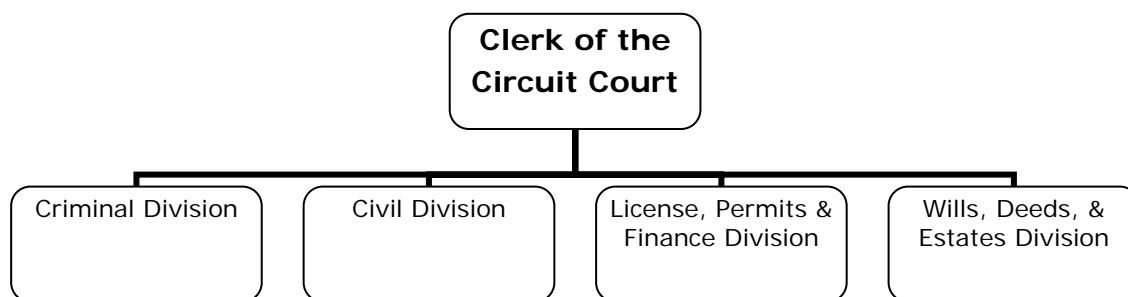 Clerk of the
Circuit Court
Criminal Division
Civil Division
License, Permits &
Finance Division
Wills, Deeds, &
Estates Division